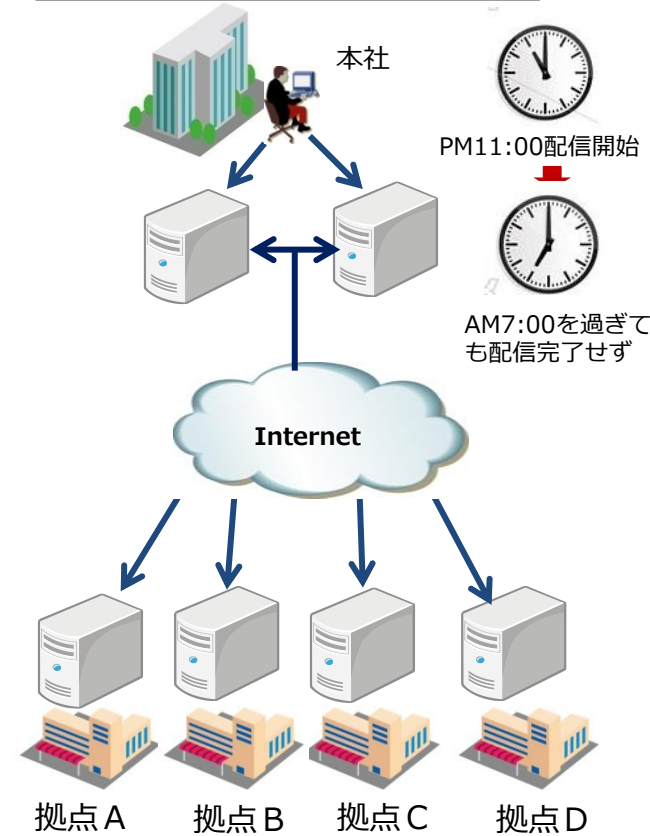 本社
PM11:00配信開始
AM7:00を過ぎて
も配信完了せず
Internet
拠点A
拠点B
拠点C
拠点D